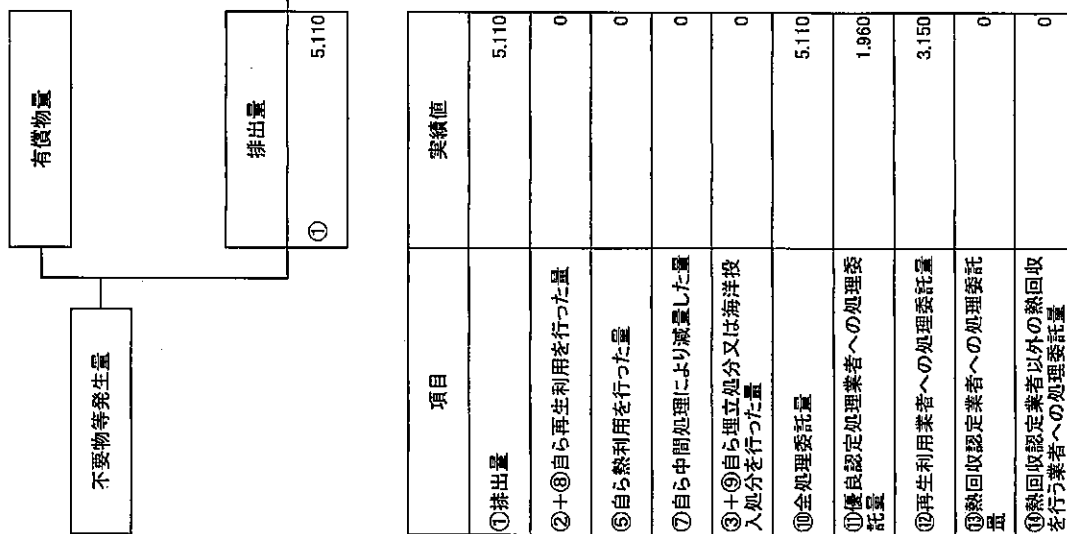 不要物等発生量
有償物量
排出量
① 5.110
項目 実績値
①排出量 5.110
②+⑧自ら再生利用を行った量 0
⑤自ら熱利用を行った量 0
⑦自ら中間処理により減量した量 0
③+⑨自ら埋立処分又は海洋投
入処分を行った量 0
⑩全処理委託量 5.110
⑪優良認定処理業者への処理委
託量 1.960
⑫再生利用業者への処理委託量 3.150
⑬熱回収認定業者への処理委託
量 0
⑭熱回収認定業者以外の熱回収
を行う業者への処理委託量 0